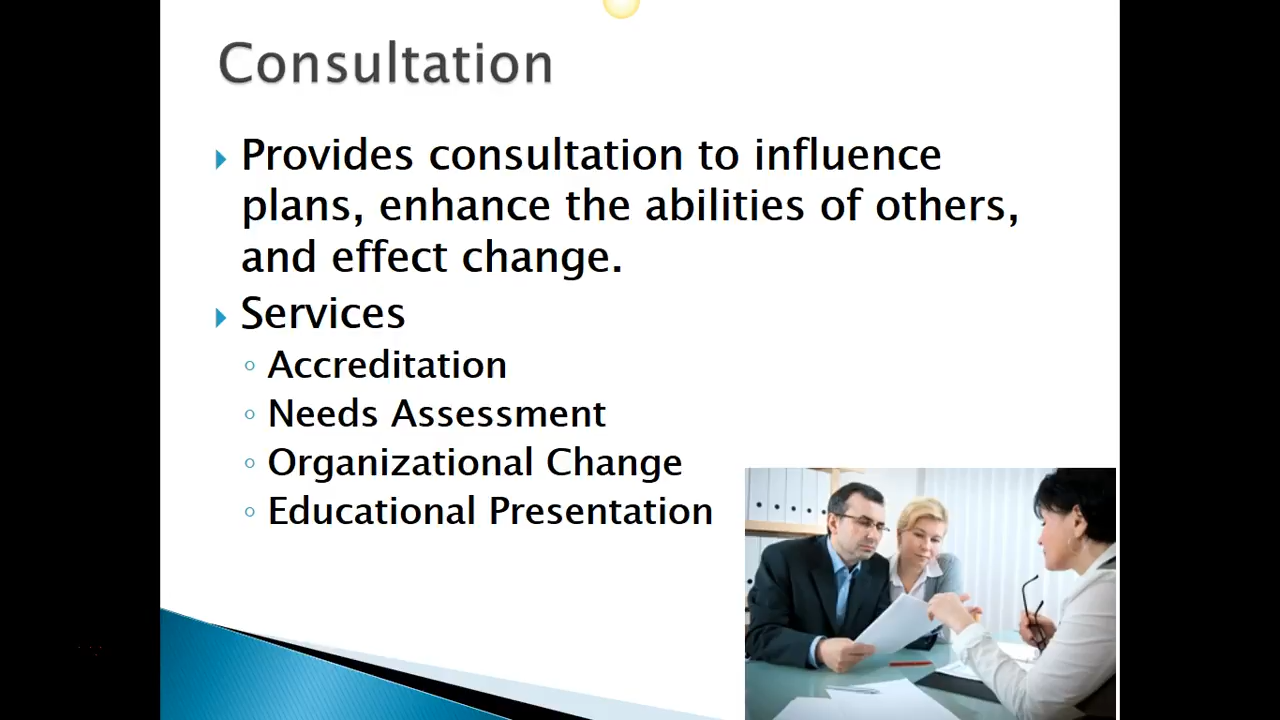 Consultation
Provides consultation to influence
plans, enhance the abilities of others,
and effect change.
Services
Accreditation
Needs Assessment
Organizational Change
Educational Presentation